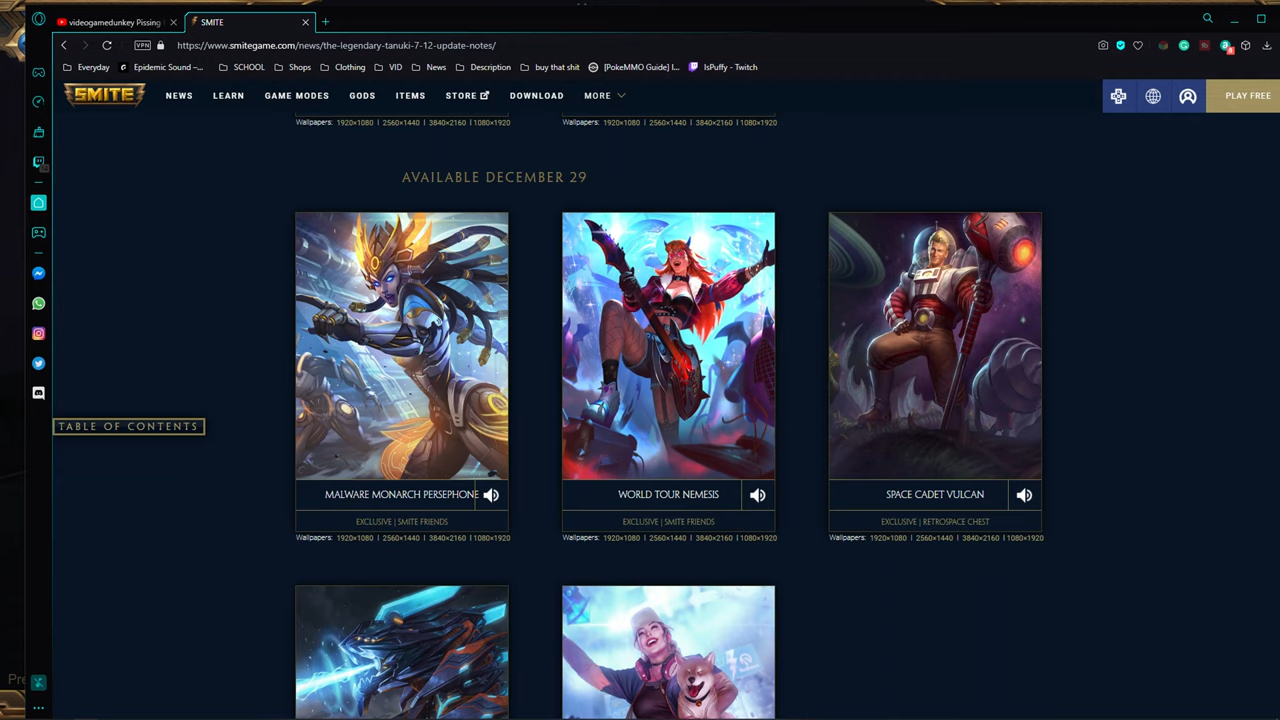 videogamedunkey Pissing
SMITE
VPN
https://www.smitegame.com/news/the-legendary-tanuki-7-12-update-notes/
Everyday
Epidemic Sound –...
SCHOOL
Shops
Clothing
VID
News
Description
buy that shit
[PokeMMO Guide] I...
IsPuffy - Twitch
SMITE
NEWS
LEARN
GAME MODES
GODS
ITEMS
STORE
DOWNLOAD
MORE
PLAY FREE
Wallpapers: 1920×1080 | 2560×1440 | 3840×2160 | 1080×1920
Wallpapers: 1920×1080 | 2560×1440 | 3840×2160 | 1080×1920
AVAILABLE DECEMBER 29
TABLE OF CONTENTS
MALWARE MONARCH PERSEPHONE
EXCLUSIVE | SMITE FRIENDS
Wallpapers: 1920×1080 | 2560×1440 | 3840×2160 | 1080×1920
WORLD TOUR NEMESIS
EXCLUSIVE | SMITE FRIENDS
Wallpapers: 1920×1080 | 2560×1440 | 3840×2160 | 1080×1920
SPACE CADET VULCAN
EXCLUSIVE | RETROSPACE CHEST
Wallpapers: 1920×1080 | 2560×1440 | 3840×2160 | 1080×1920
Pre